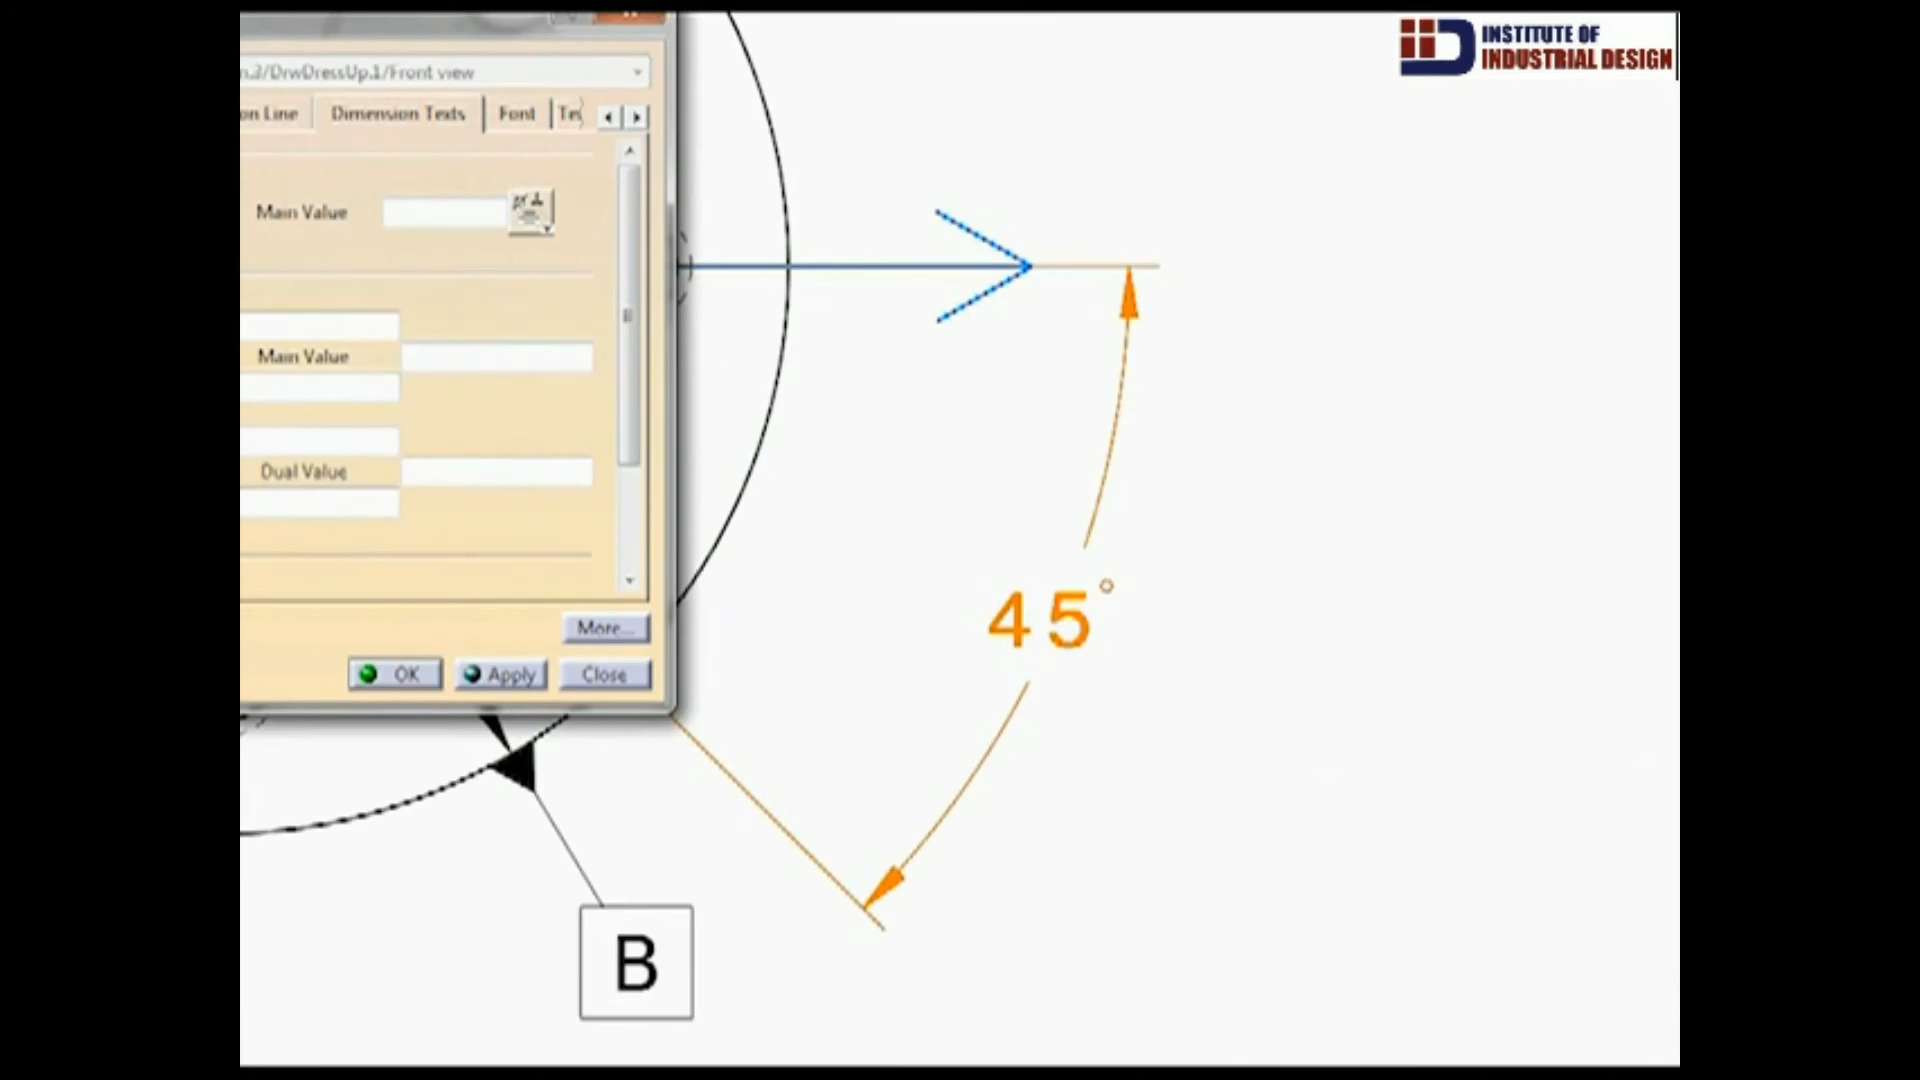 INSTITUTE OF
INDUSTRIAL DESIGN
n.2/DrwDressUp.1/Front view
on Line
Dimension Texts
Font
Tex
Main Value
Main Value
Dual Value
More...
OK
Apply
Close
45°
B